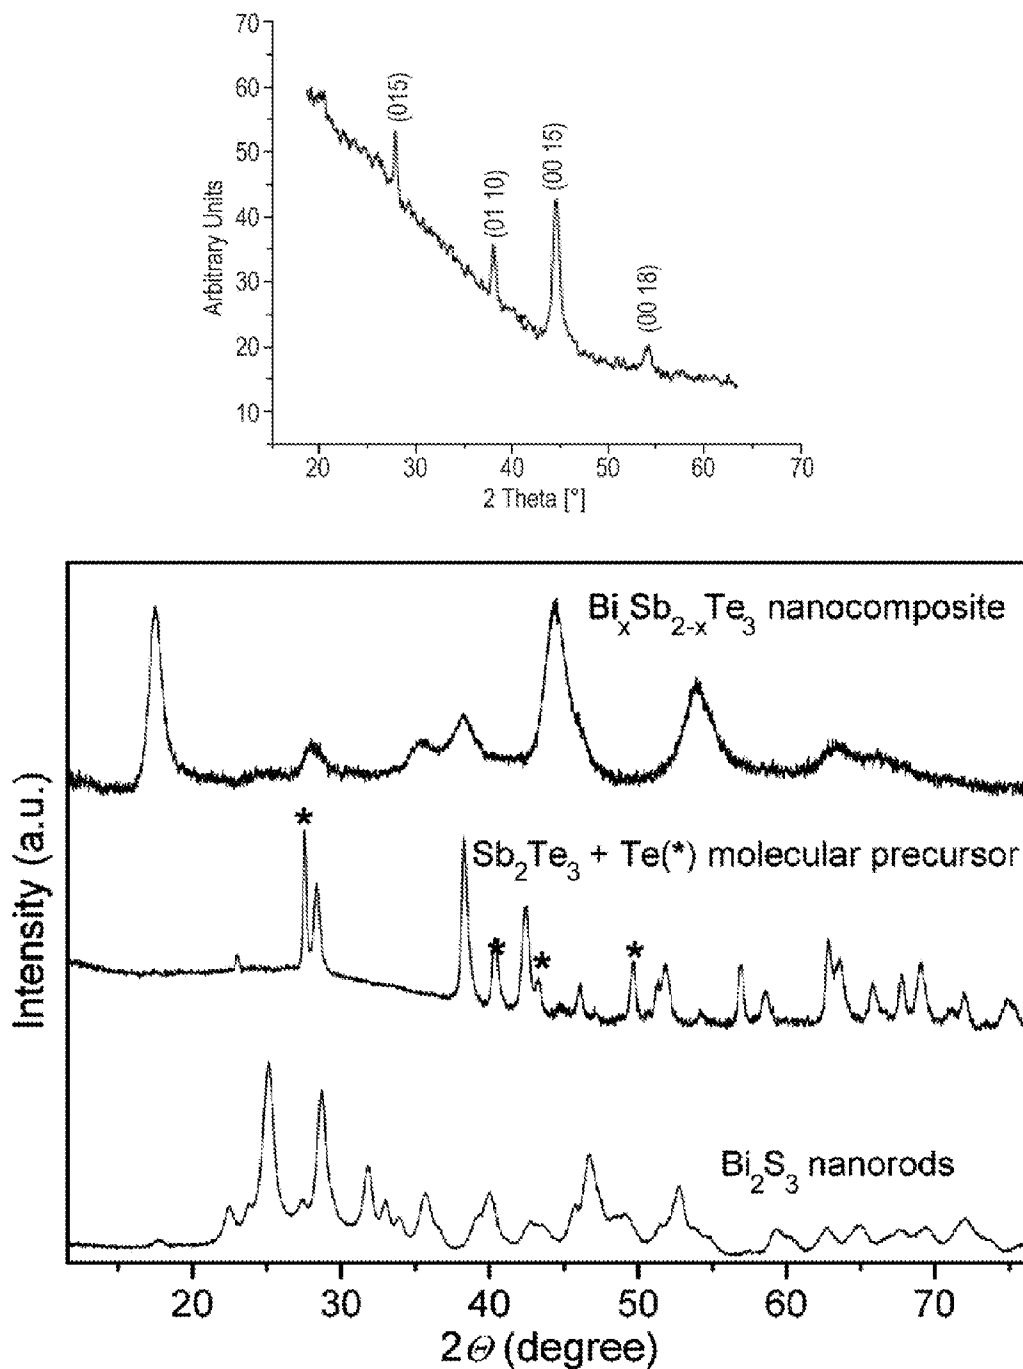 70
60
50
40
30
20
10
Arbitrary Units
(015)
(01 10)
(00 15)
(00 18)
20 30 40 50 60 70
2 Theta [°]
BiₓSb₂₋ₓTe₃ nanocomposite
*
Sb₂Te₃ + Te(*) molecular precursor
* * *
Bi₂S₃ nanorods
Intensity (a.u.)
20 30 40 50 60 70
2Θ (degree)